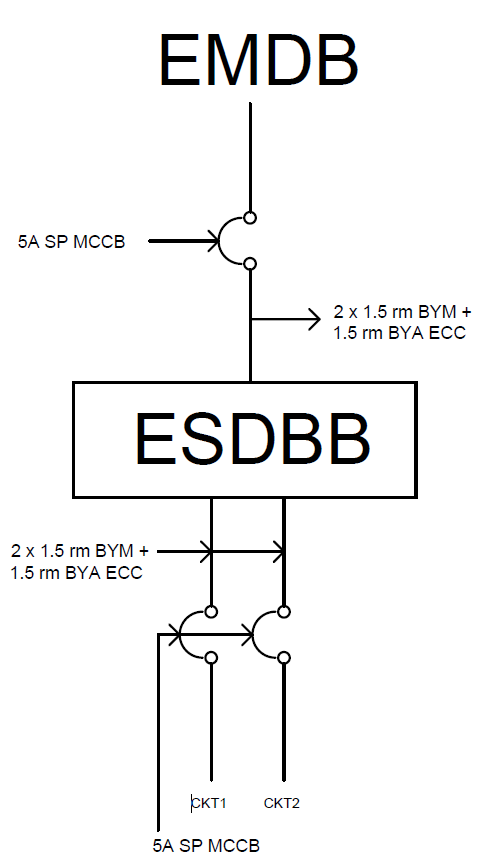 EMDB
5A SP MCCB
2 x 1.5 rm BYM +
1.5 rm BYA ECC
ESDBB
2 x 1.5 rm BYM +
1.5 rm BYA ECC
CKT1 CKT2
5A SP MCCB